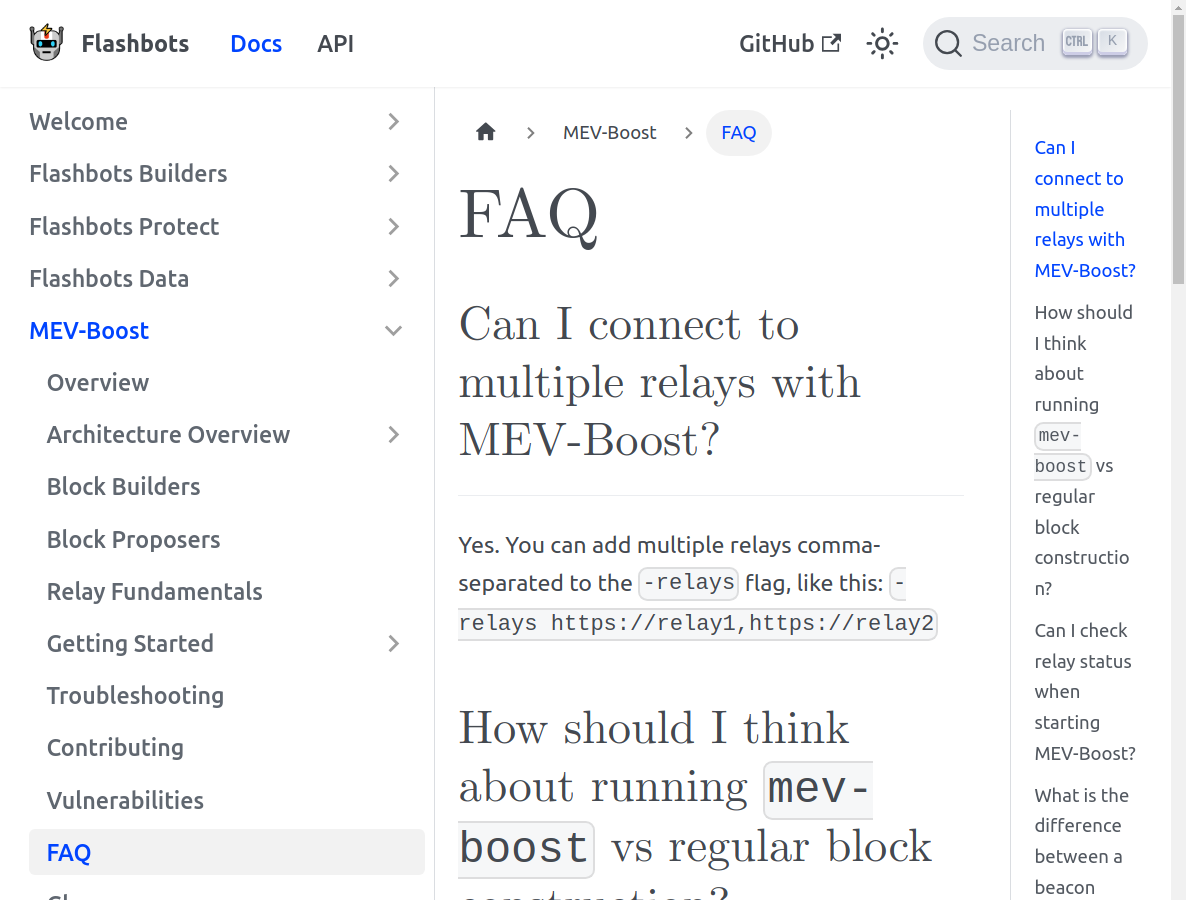 Flashbots
Docs
API
GitHub
Search
CTRL
K
Welcome
Flashbots Builders
Flashbots Protect
Flashbots Data
MEV-Boost
Overview
Architecture Overview
Block Builders
Block Proposers
Relay Fundamentals
Getting Started
Troubleshooting
Contributing
Vulnerabilities
FAQ
MEV-Boost
FAQ
FAQ
Can I connect to
multiple relays with
MEV-Boost?
Yes. You can add multiple relays comma-
separated to the -relays flag, like this: -
relays https://relay1,https://relay2
How should I think
about running mev-
boost vs regular block
construction?
Can I
connect to
multiple
relays with
MEV-Boost?
How should
I think
about
running
mev-
boost vs
regular
block
constructio
n?
Can I check
relay status
when
starting
MEV-Boost?
What is the
difference
between a
beacon